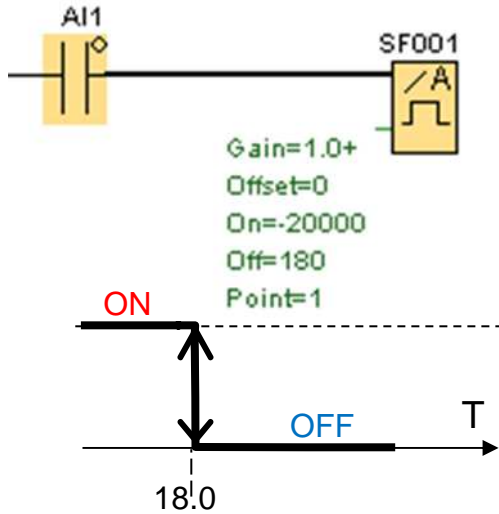 AI1
SF001
A
Gain=1.0+
Offset=0
On=-20000
Off=180
Point=1
ON
T
OFF
18.0